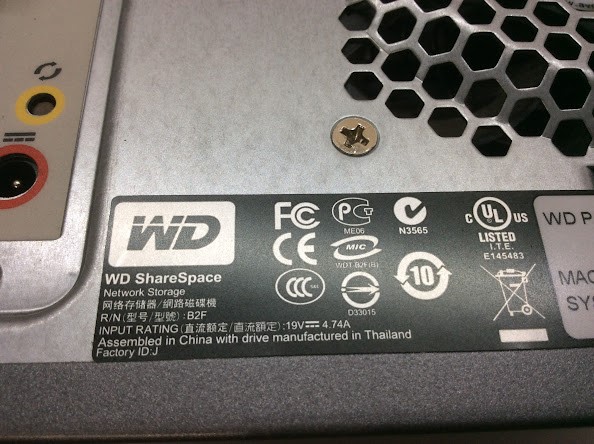 WD
WD ShareSpace
Network Storage
网络存储器/網路磁碟機
R/N(型号/型號):B2F
INPUT RATING(直流额定/直流額定):19V 4.74A
Assembled in China with drive manufactured in Thailand
Factory ID:J
FC
CE
CCC
S&E
PG
ME06
MIC
WDT-B2F(B)
D33015
N3565
10
c UL US
LISTED
I.T.E.
E145483
WD P
MAC
SYS